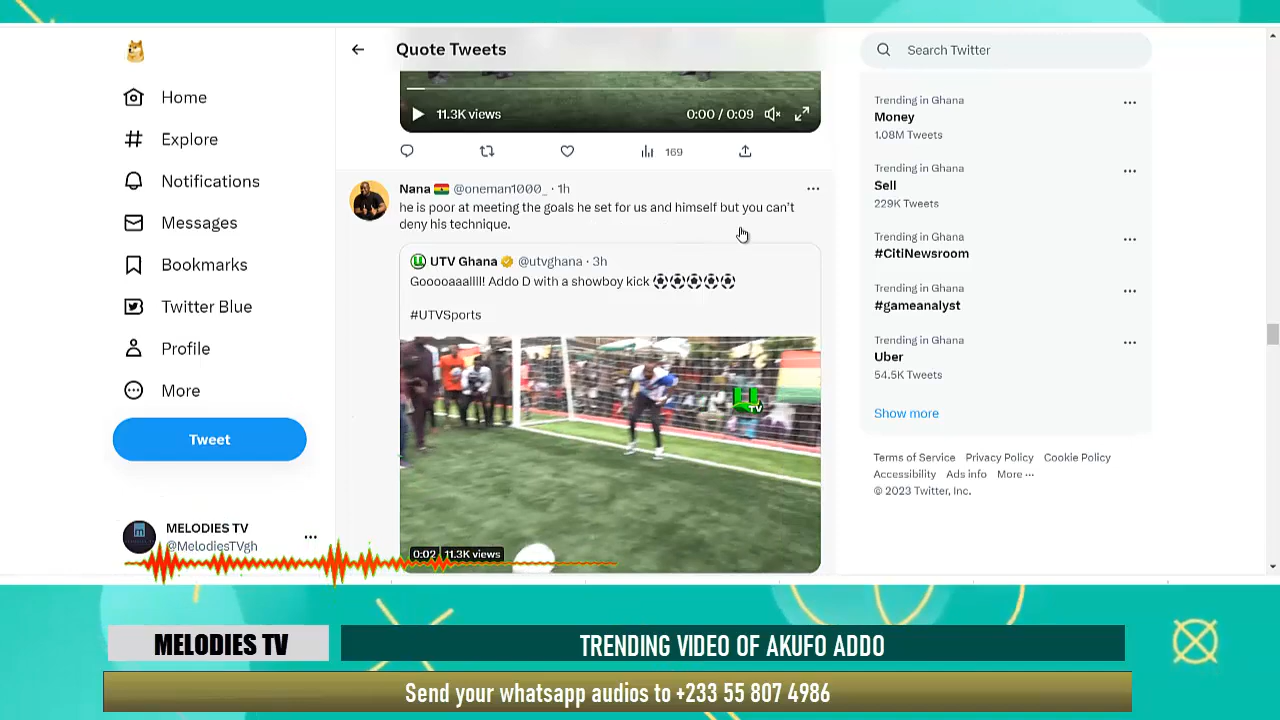 Home
Explore
Notifications
Messages
Bookmarks
Twitter Blue
Profile
More
Tweet
MELODIES TV
@MelodiesTVgh
Quote Tweets
11.3K views
0:00 / 0:09
169
Nana @oneman1000_ · 1h
he is poor at meeting the goals he set for us and himself but you can't
deny his technique.
UTV Ghana @utvghana · 3h
Gooooaaallll! Addo D with a showboy kick
#UTVSports
U
TV
0:02 11.3K views
Search Twitter
Trending in Ghana
Money
1.08M Tweets
Trending in Ghana
Sell
229K Tweets
Trending in Ghana
#CitiNewsroom
Trending in Ghana
#gameanalyst
Trending in Ghana
Uber
54.5K Tweets
Show more
Terms of Service Privacy Policy Cookie Policy
Accessibility Ads info More ···
© 2023 Twitter, Inc.
MELODIES TV
TRENDING VIDEO OF AKUFO ADDO
Send your whatsapp audios to +233 55 807 4986